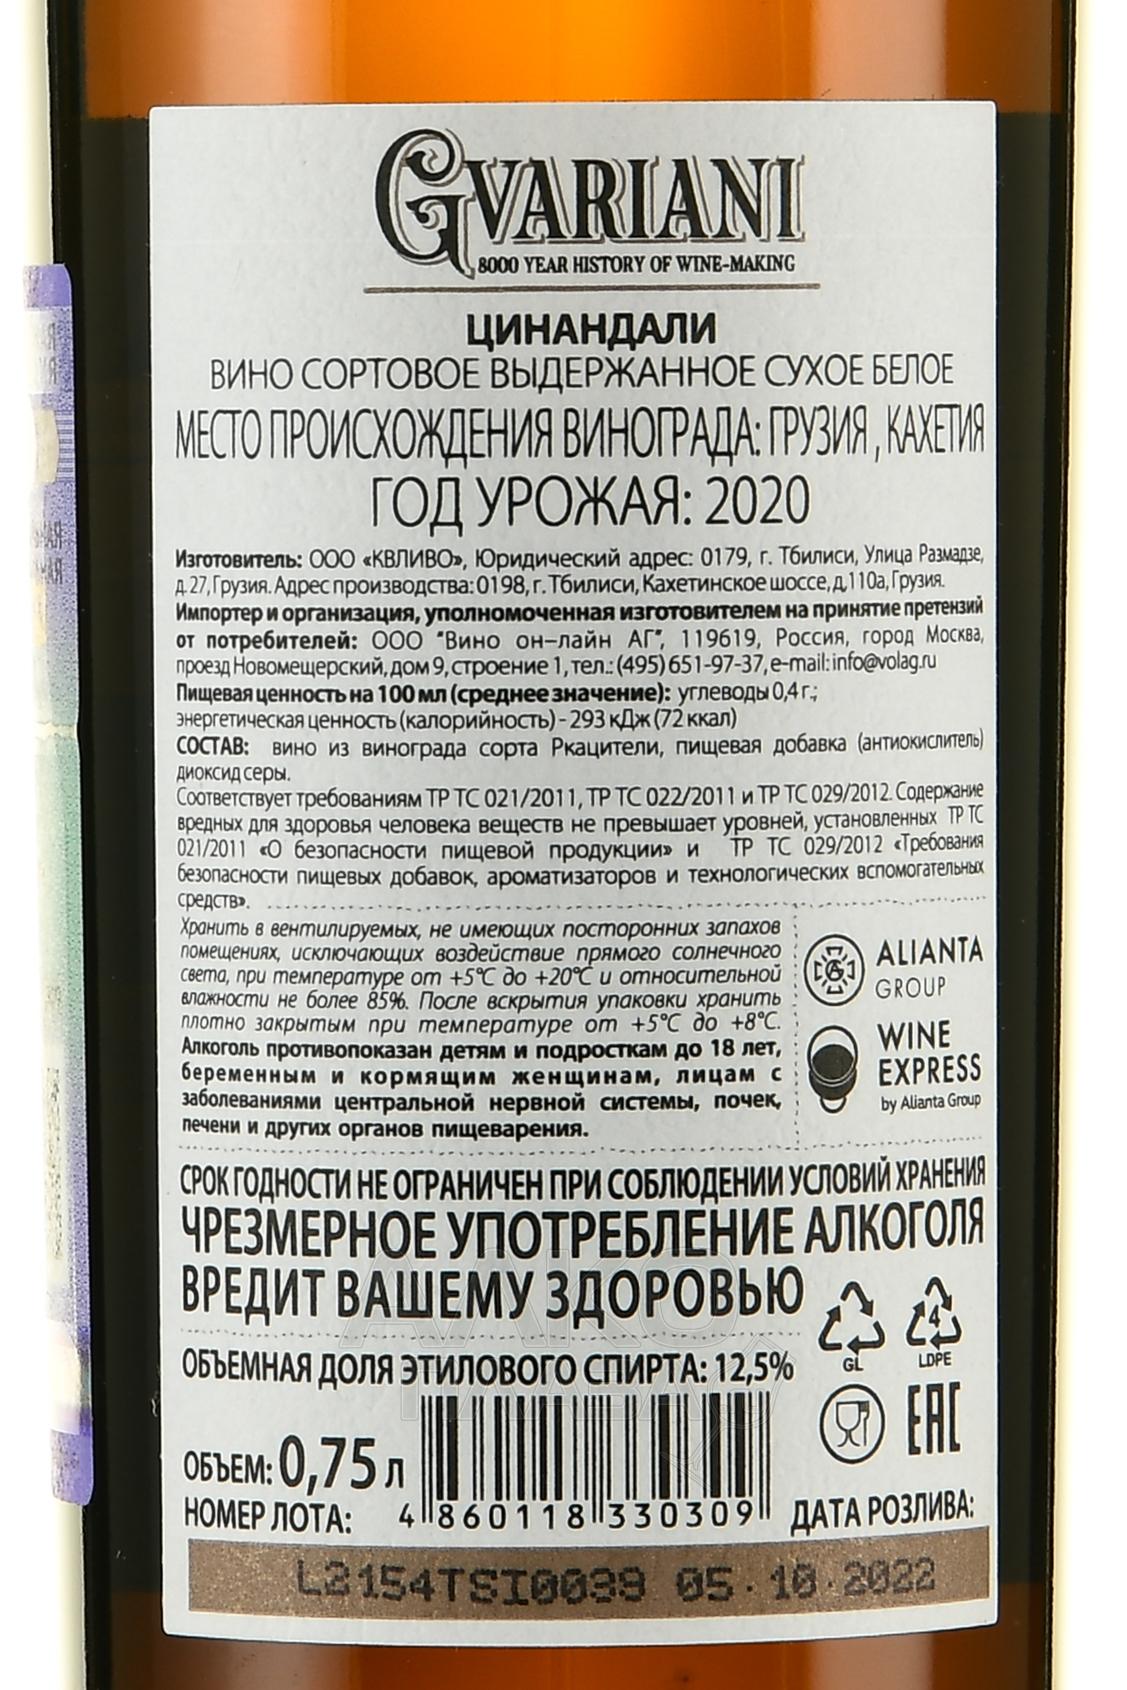 GVARIANI
8000 YEAR HISTORY OF WINE-MAKING
ЦИНАНДАЛИ
ВИНО СОРТОВОЕ ВЫДЕРЖАННОЕ СУХОЕ БЕЛОЕ
МЕСТО ПРОИСХОЖДЕНИЯ ВИНОГРАДА: ГРУЗИЯ , КАХЕТИЯ
ГОД УРОЖАЯ: 2020
Изготовитель: ООО «КВЛИВО», Юридический адрес: 0179, г. Тбилиси, Улица Размадзе,
д. 27, Грузия. Адрес производства: 0198, г. Тбилиси, Кахетинское шоссе, д.110а, Грузия.
Импортер и организация, уполномоченная изготовителем на принятие претензий
от потребителей: ООО "Вино он-лайн АГ", 119619, Россия, город Москва,
проезд Новомещерский, дом 9, строение 1, тел.: (495) 651-97-37, e-mail: info@volag.ru
Пищевая ценность на 100 мл (среднее значение): углеводы 0,4 г.;
энергетическая ценность (калорийность) - 293 кДж (72 ккал)
СОСТАВ: вино из винограда сорта Ркацители, пищевая добавка (антиокислитель)
диоксид серы.
Соответствует требованиям ТР ТС 021/2011, ТР ТС 022/2011 и ТР ТС 029/2012. Содержание
вредных для здоровья человека веществ не превышает уровней, установленных ТР ТС
021/2011 «О безопасности пищевой продукции» и ТР ТС 029/2012 «Требования
безопасности пищевых добавок, ароматизаторов и технологических вспомогательных
средств».
Хранить в вентилируемых, не имеющих посторонних запахов
помещениях, исключающих воздействие прямого солнечного
света, при температуре от +5°С до +20°С и относительной
влажности не более 85%. После вскрытия упаковки хранить
плотно закрытым при температуре от +5°С до +8°С.
Алкоголь противопоказан детям и подросткам до 18 лет,
беременным и кормящим женщинам, лицам с
заболеваниями центральной нервной системы, почек,
печени и других органов пищеварения.
ALIANTA
GROUP
WINE
EXPRESS
by Alianta Group
СРОК ГОДНОСТИ НЕ ОГРАНИЧЕН ПРИ СОБЛЮДЕНИИ УСЛОВИЙ ХРАНЕНИЯ
ЧРЕЗМЕРНОЕ УПОТРЕБЛЕНИЕ АЛКОГОЛЯ
ВРЕДИТ ВАШЕМУ ЗДОРОВЬЮ
GL
4
LDPE
ОБЪЕМНАЯ ДОЛЯ ЭТИЛОВОГО СПИРТА: 12,5%
EAC
ОБЪЕМ: 0,75 л
НОМЕР ЛОТА:
4 860118 330309
ДАТА РОЗЛИВА:
L2154TSI0039 05.10.2022